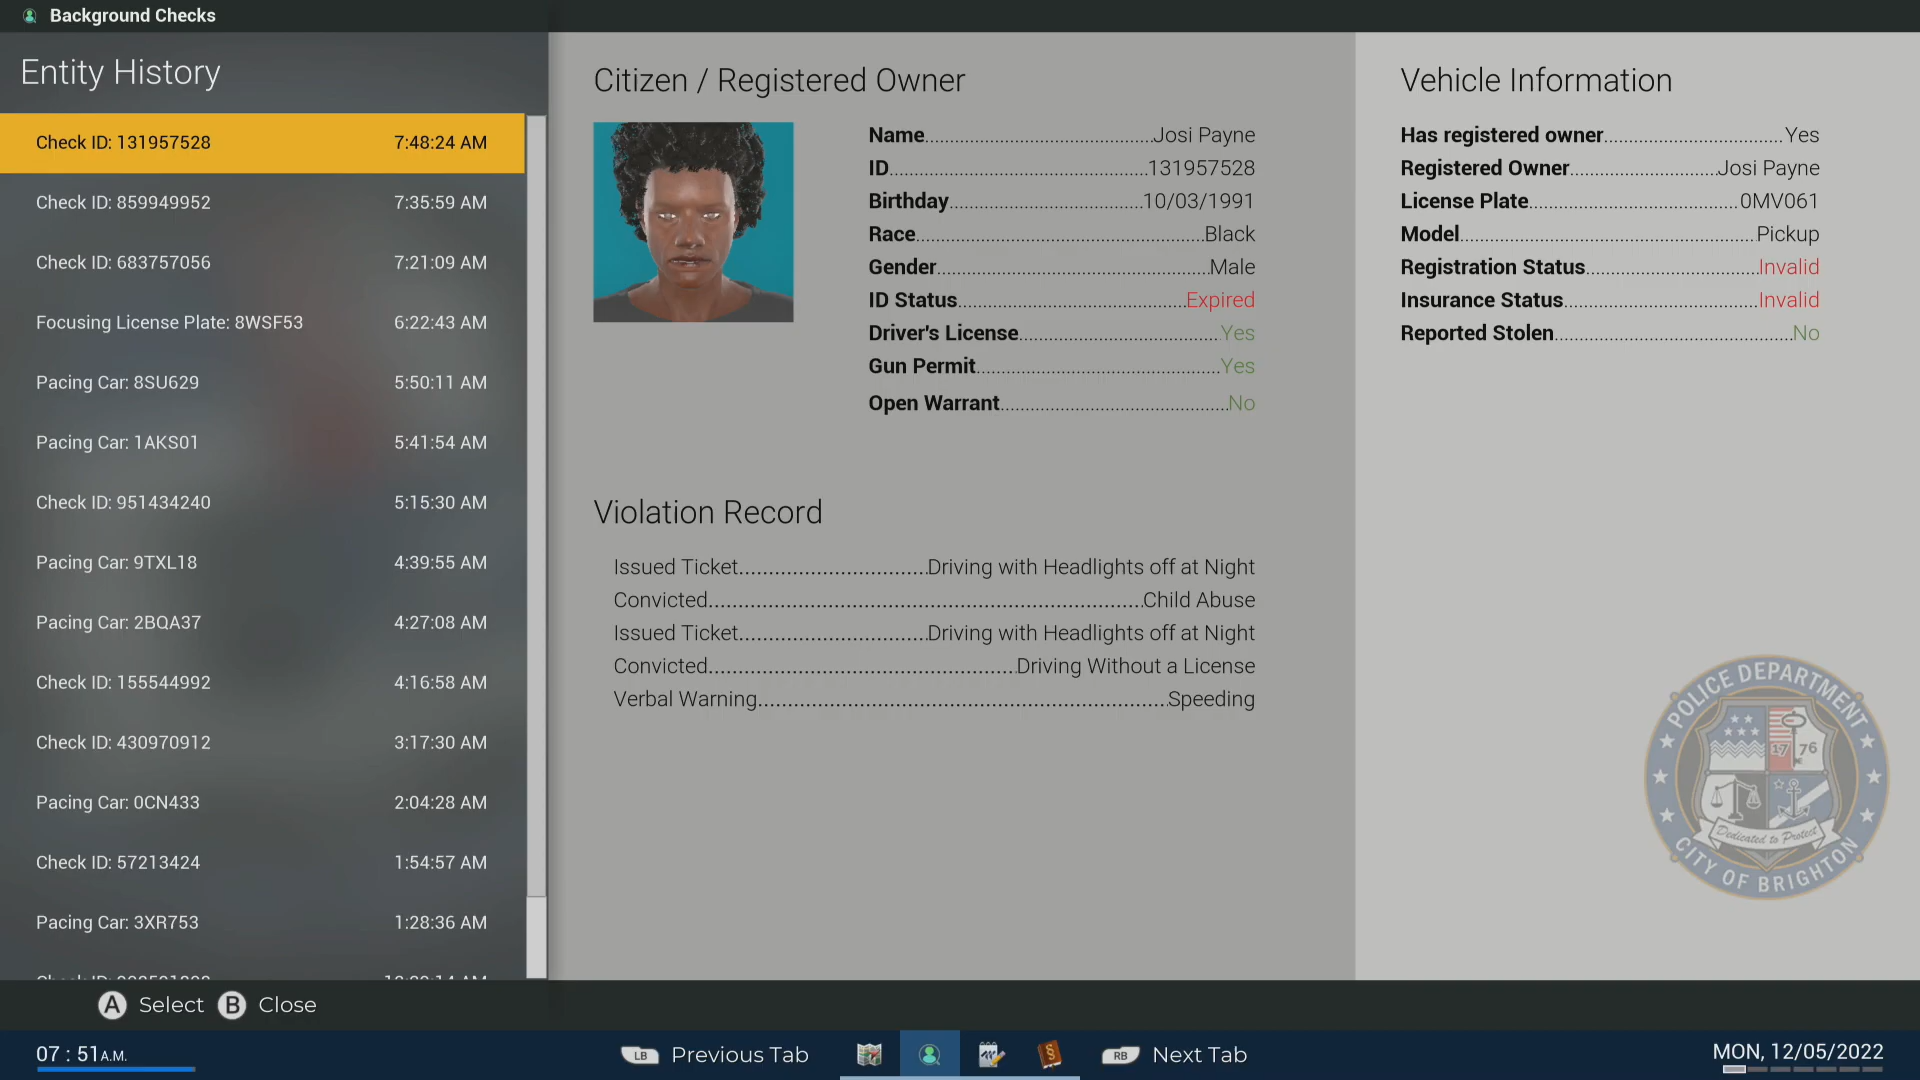 Background Checks
Entity History
Check ID: 131957528 7:48:24 AM
Check ID: 859949952 7:35:59 AM
Check ID: 683757056 7:21:09 AM
Focusing License Plate: 8WSF53 6:22:43 AM
Pacing Car: 8SU629 5:50:11 AM
Pacing Car: 1AKS01 5:41:54 AM
Check ID: 951434240 5:15:30 AM
Pacing Car: 9TXL18 4:39:55 AM
Pacing Car: 2BQA37 4:27:08 AM
Check ID: 155544992 4:16:58 AM
Check ID: 430970912 3:17:30 AM
Pacing Car: 0CN433 2:04:28 AM
Check ID: 57213424 1:54:57 AM
Pacing Car: 3XR753 1:28:36 AM
Citizen / Registered Owner
Name Josi Payne
ID 131957528
Birthday 10/03/1991
Race Black
Gender Male
ID Status Expired
Driver's License Yes
Gun Permit Yes
Open Warrant No
Violation Record
Issued Ticket Driving with Headlights off at Night
Convicted Child Abuse
Issued Ticket Driving with Headlights off at Night
Convicted Driving Without a License
Verbal Warning Speeding
Vehicle Information
Has registered owner Yes
Registered Owner Josi Payne
License Plate 0MV061
Model Pickup
Registration Status Invalid
Insurance Status Invalid
Reported Stolen No
POLICE DEPARTMENT
17 76
Dedicated to Protect
CITY OF BRIGHTON
A Select B Close
07 : 51 A.M.
LB Previous Tab
RB Next Tab
MON, 12/05/2022